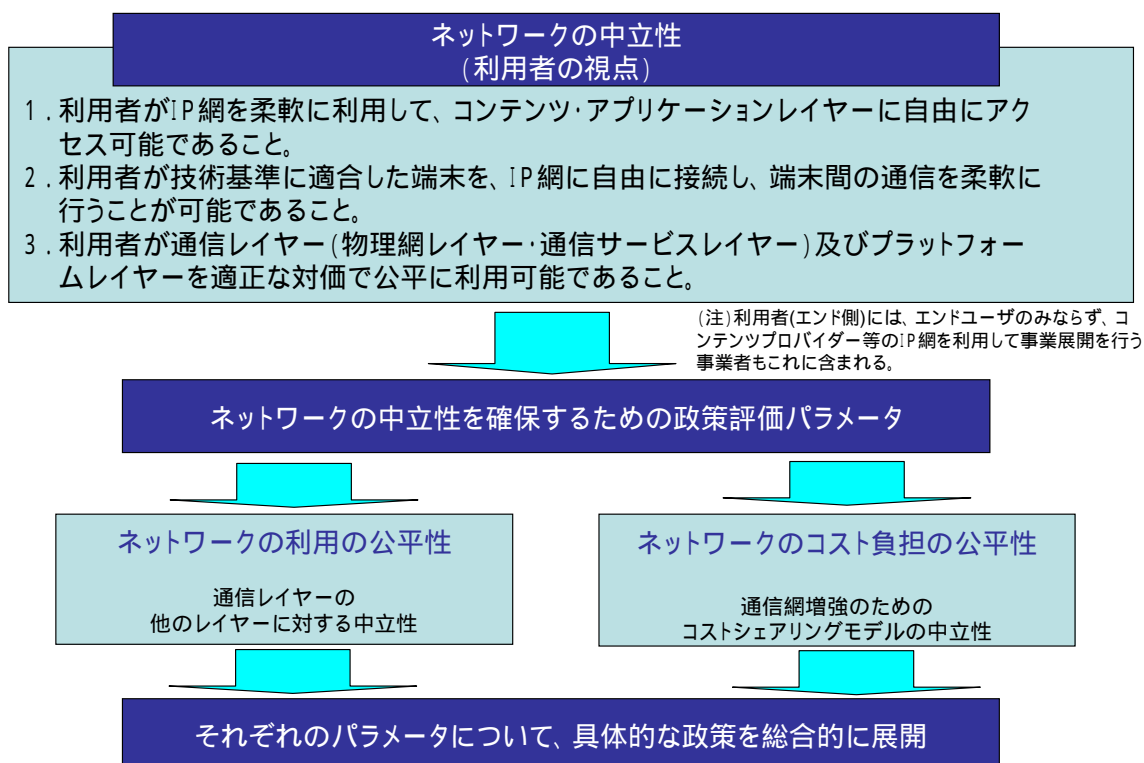 ネットワークの中立性
(利用者の視点)
1．利用者がIP網を柔軟に利用して、コンテンツ・アプリケーションレイヤーに自由にアク
セス可能であること。
2．利用者が技術基準に適合した端末を、IP網に自由に接続し、端末間の通信を柔軟に
行うことが可能であること。
3．利用者が通信レイヤー(物理網レイヤー・通信サービスレイヤー)及びプラットフォー
ムレイヤーを適正な対価で公平に利用可能であること。
(注)利用者(エンド側)には、エンドユーザのみならず、コ
ンテンツプロバイダー等のIP網を利用して事業展開を行う
事業者もこれに含まれる。
ネットワークの中立性を確保するための政策評価パラメータ
ネットワークの利用の公平性
通信レイヤーの
他のレイヤーに対する中立性
ネットワークのコスト負担の公平性
通信網増強のための
コストシェアリングモデルの中立性
それぞれのパラメータについて、具体的な政策を総合的に展開